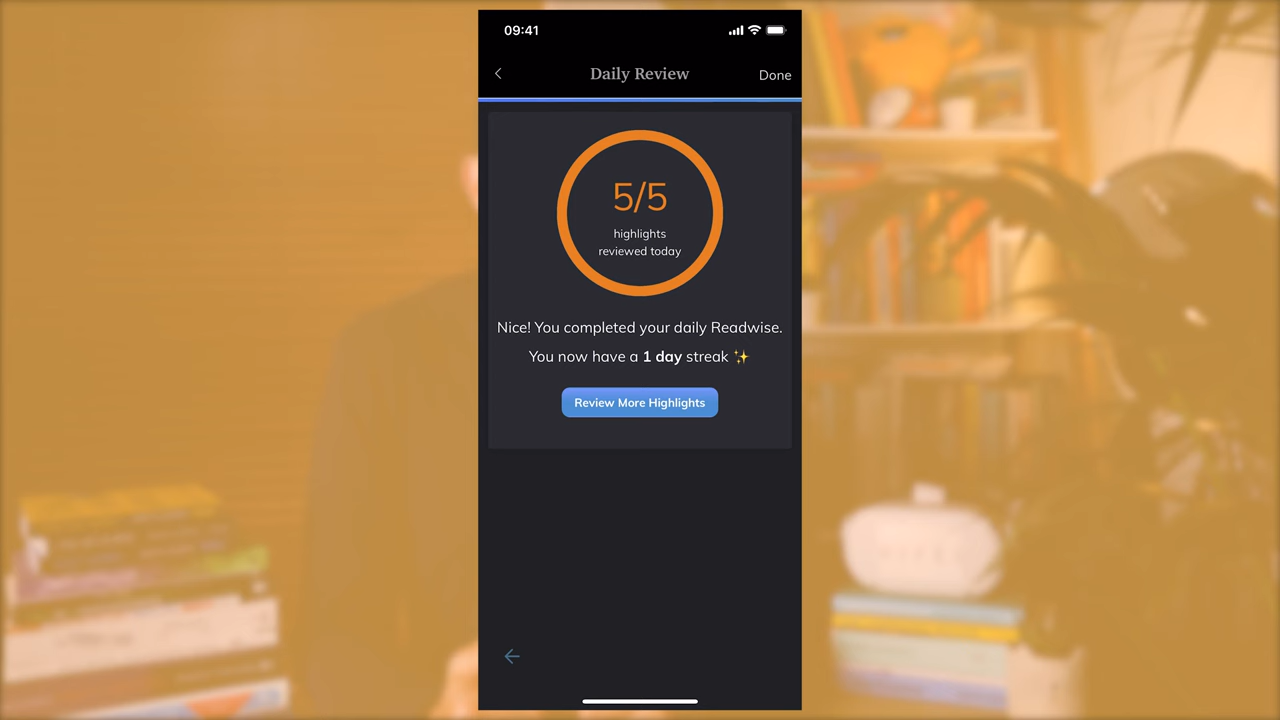 09:41
Daily Review
Done
5/5
highlights
reviewed today
Nice! You completed your daily Readwise.
You now have a 1 day streak ✨
Review More Highlights